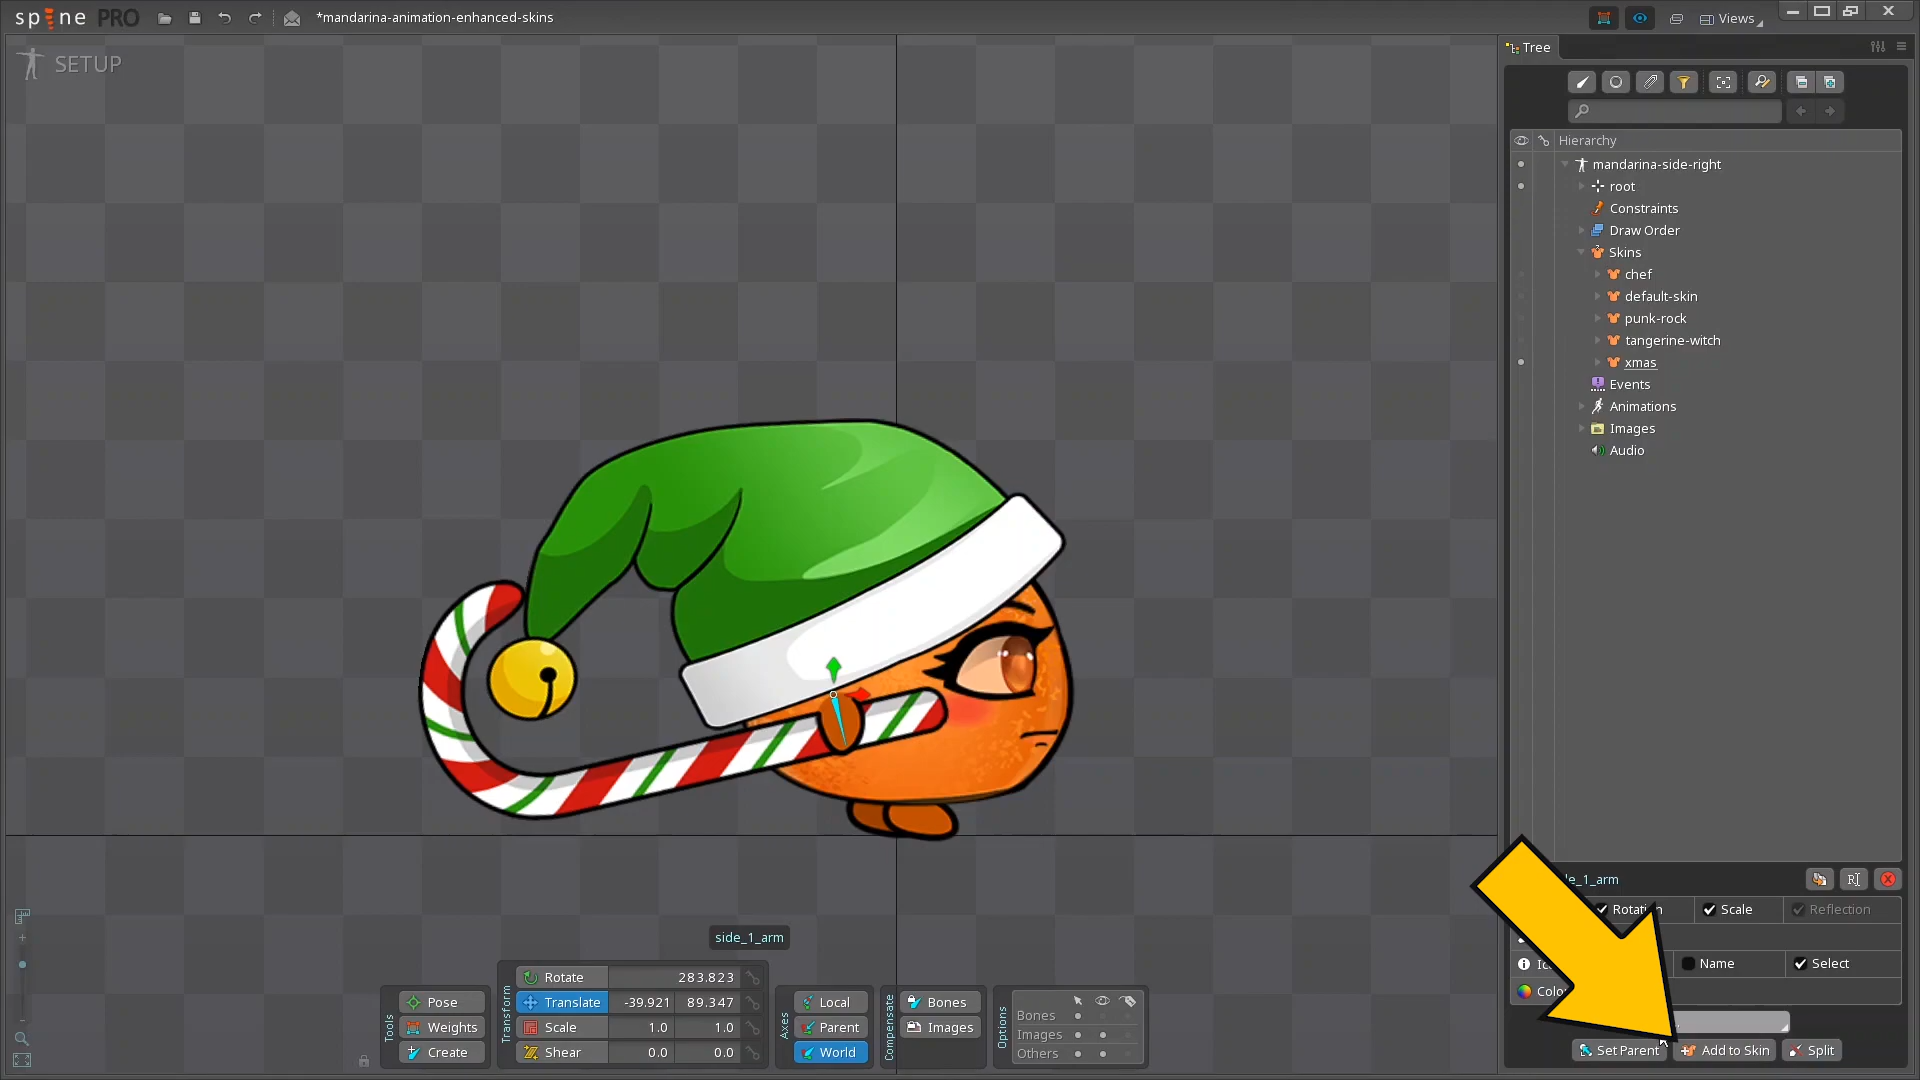 spine PRO
*mandarina-animation-enhanced-skins
Views
SETUP
Tree
Hierarchy
mandarina-side-right
root
Constraints
Draw Order
Skins
chef
default-skin
punk-rock
tangerine-witch
xmas
Events
Animations
Images
Audio
Scale
Reflection
Name
Select
Set Parent
Add to Skin
Split
side_1_arm
Tools
Pose
Weights
Create
Transform
Rotate 283.823
Translate -39.921 89.347
Scale 1.0 1.0
Shear 0.0 0.0
Axes
Local
Parent
World
Compensate
Bones
Images
Options
Bones
Images
Others